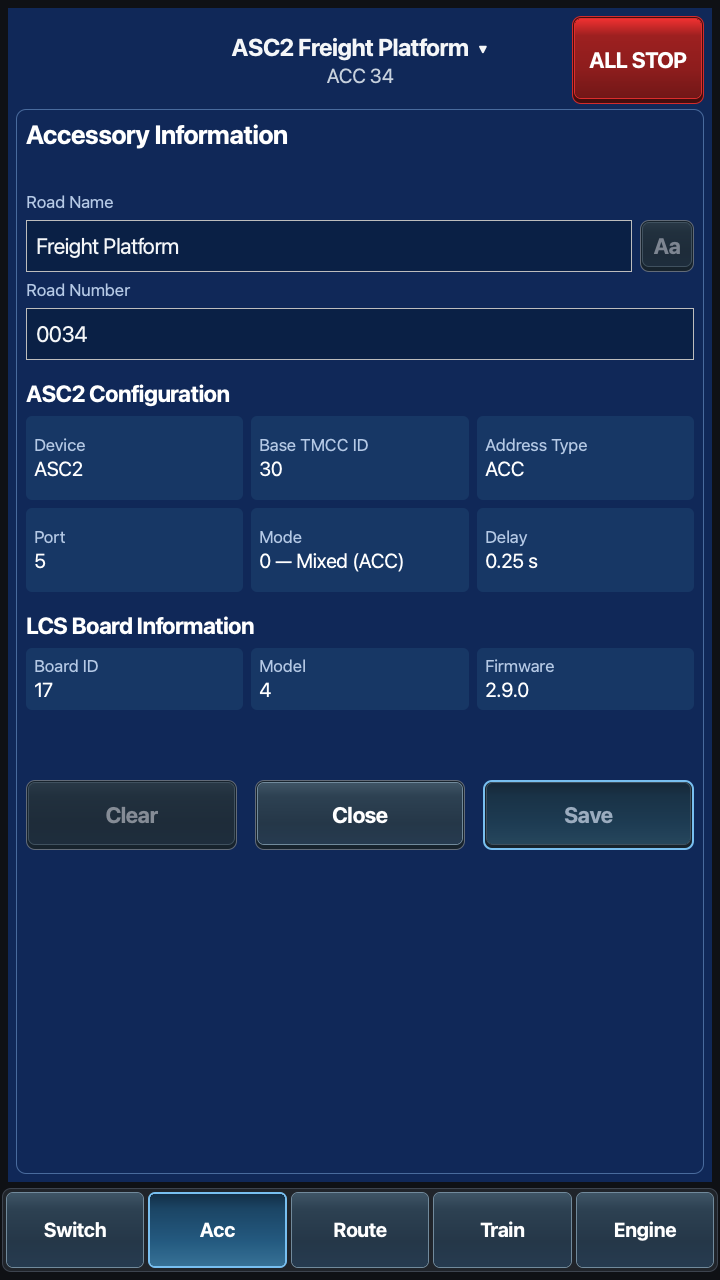 ASC2 Freight Platform ▼
ACC 34
ALL STOP
Accessory Information
Road Name
Freight Platform
Aa
Road Number
0034
ASC2 Configuration
Device
ASC2
Base TMCC ID
30
Address Type
ACC
Port
5
Mode
0 — Mixed (ACC)
Delay
0.25 s
LCS Board Information
Board ID
17
Model
4
Firmware
2.9.0
Clear
Close
Save
Switch
Acc
Route
Train
Engine